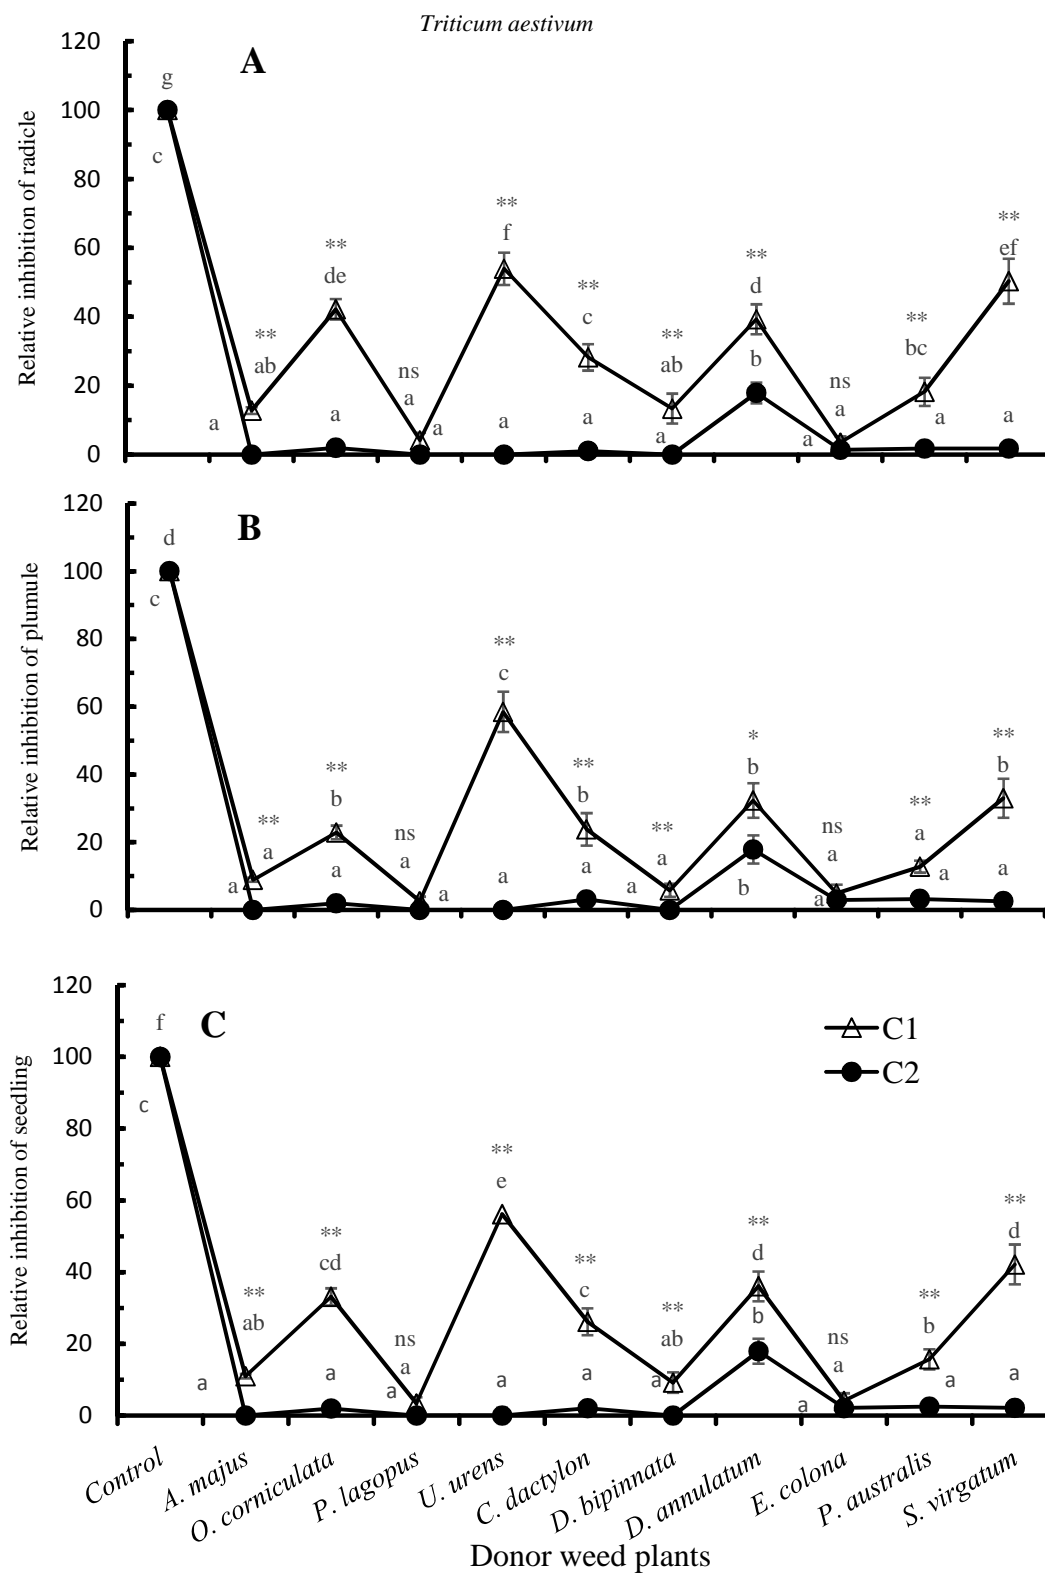 Triticum aestivum
A
Relative inhibition of radicle
120
100
80
60
40
20
0
g
c
**
ab
a
**
de
a
ns
a
a
**
f
a
**
c
a
**
ab
a
**
d
b
ns
a
a
**
bc
a
**
ef
a
B
Relative inhibition of plumule
120
100
80
60
40
20
0
d
c
**
a
a
**
b
a
ns
a
a
**
c
a
**
b
a
**
a
a
*
b
b
ns
a
a
**
a
a
**
b
a
C
Relative inhibition of seedling
120
100
80
60
40
20
0
C1
C2
f
c
**
ab
a
**
cd
a
ns
a
a
**
e
a
**
c
a
**
ab
a
**
d
b
ns
a
a
**
b
a
**
d
a
Control
A. majus
O. corniculata
P. lagopus
U. urens
C. dactylon
D. bipinnata
D. annulatum
E. colona
P. australis
S. virgatum
Donor weed plants